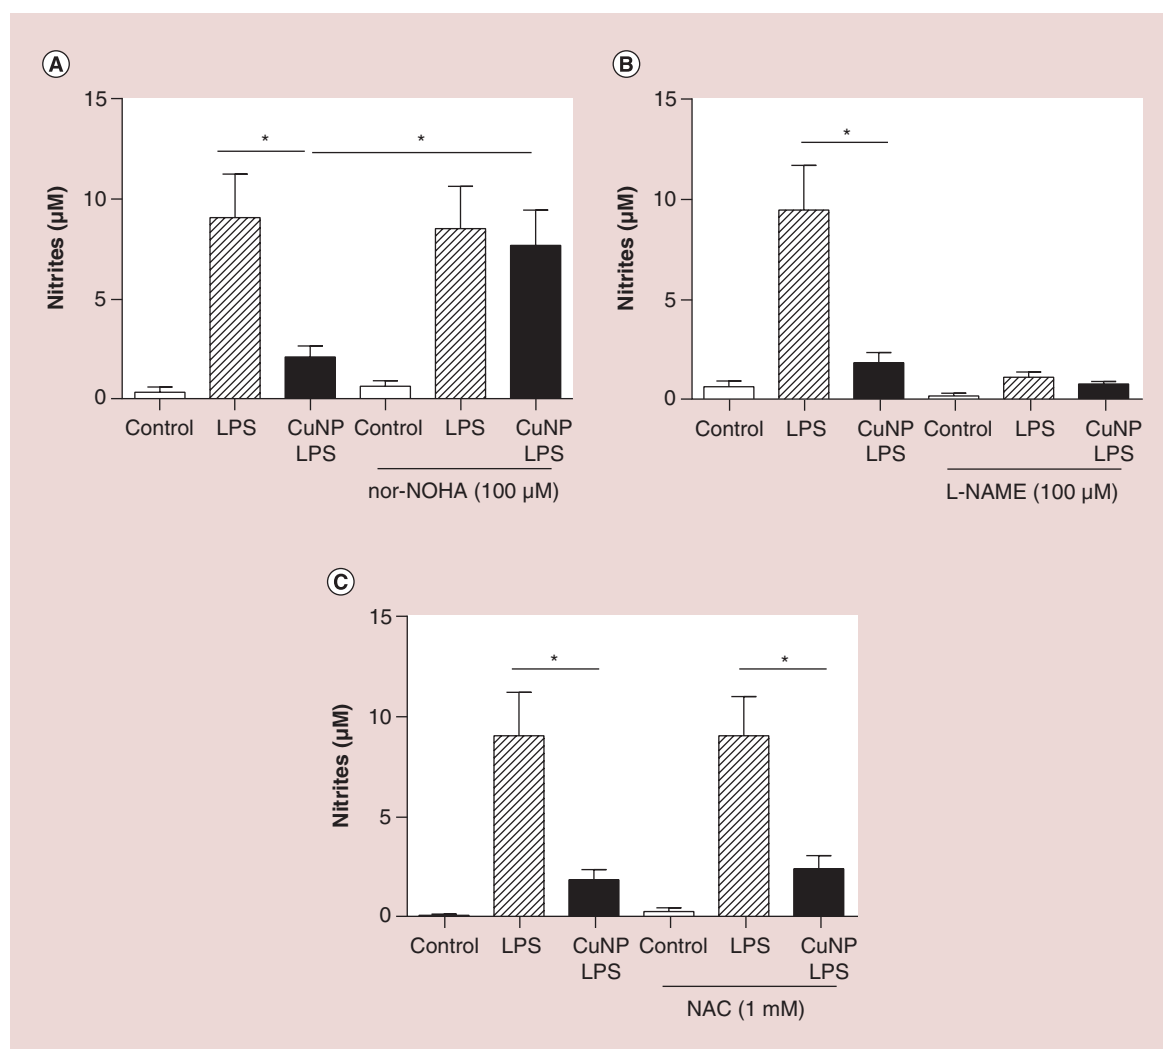 A
15
10
5
0
Nitrites (µM)
* *
Control LPS CuNP Control LPS CuNP
LPS LPS
nor-NOHA (100 µM)
B
15
10
5
0
Nitrites (µM)
*
Control LPS CuNP Control LPS CuNP
LPS LPS
L-NAME (100 µM)
C
15
10
5
0
Nitrites (µM)
* *
Control LPS CuNP Control LPS CuNP
LPS LPS
NAC (1 mM)